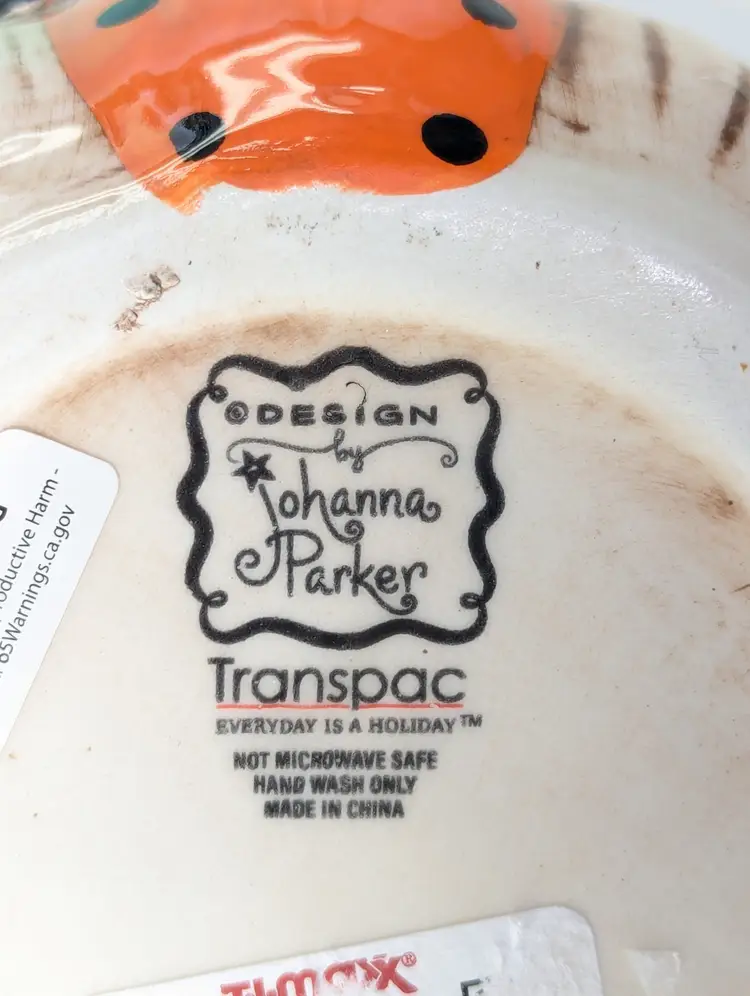 © DESIGN
by
Johanna
Parker
Transpac
EVERYDAY IS A HOLIDAY™
NOT MICROWAVE SAFE
HAND WASH ONLY
MADE IN CHINA
Harm -
65Warnings.ca.gov
TJ-maxx®